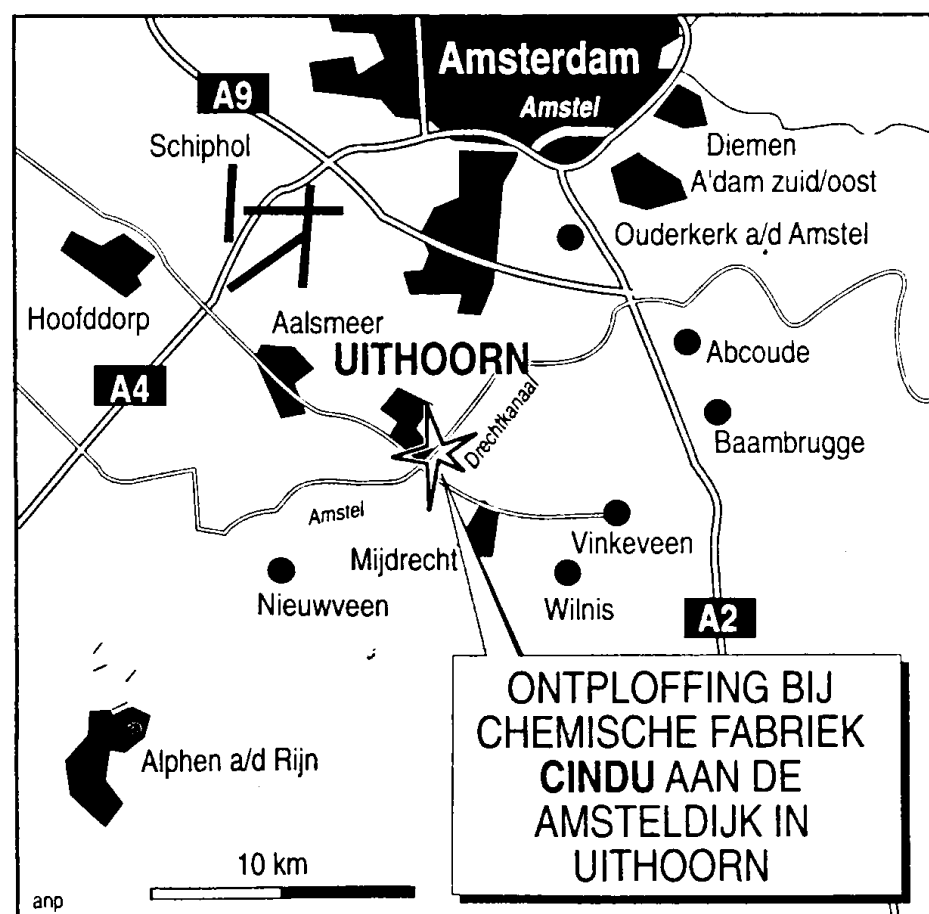 Amsterdam
A9
Amstel
Schiphol
Diemen
A'dam zuid/oost
Ouderkerk a/d Amstel
Hoofddorp
Aalsmeer
UITHOORN
Abcoude
A4
Drechtkanaal
Baambrugge
Amstel
Mijdrecht
Vinkeveen
Nieuwveen
Wilnis
A2
ONTPLOFFING BIJ
CHEMISCHE FABRIEK
CINDU AAN DE
AMSTELDIJK IN
UITHOORN
Alphen a/d Rijn
10 km
anp